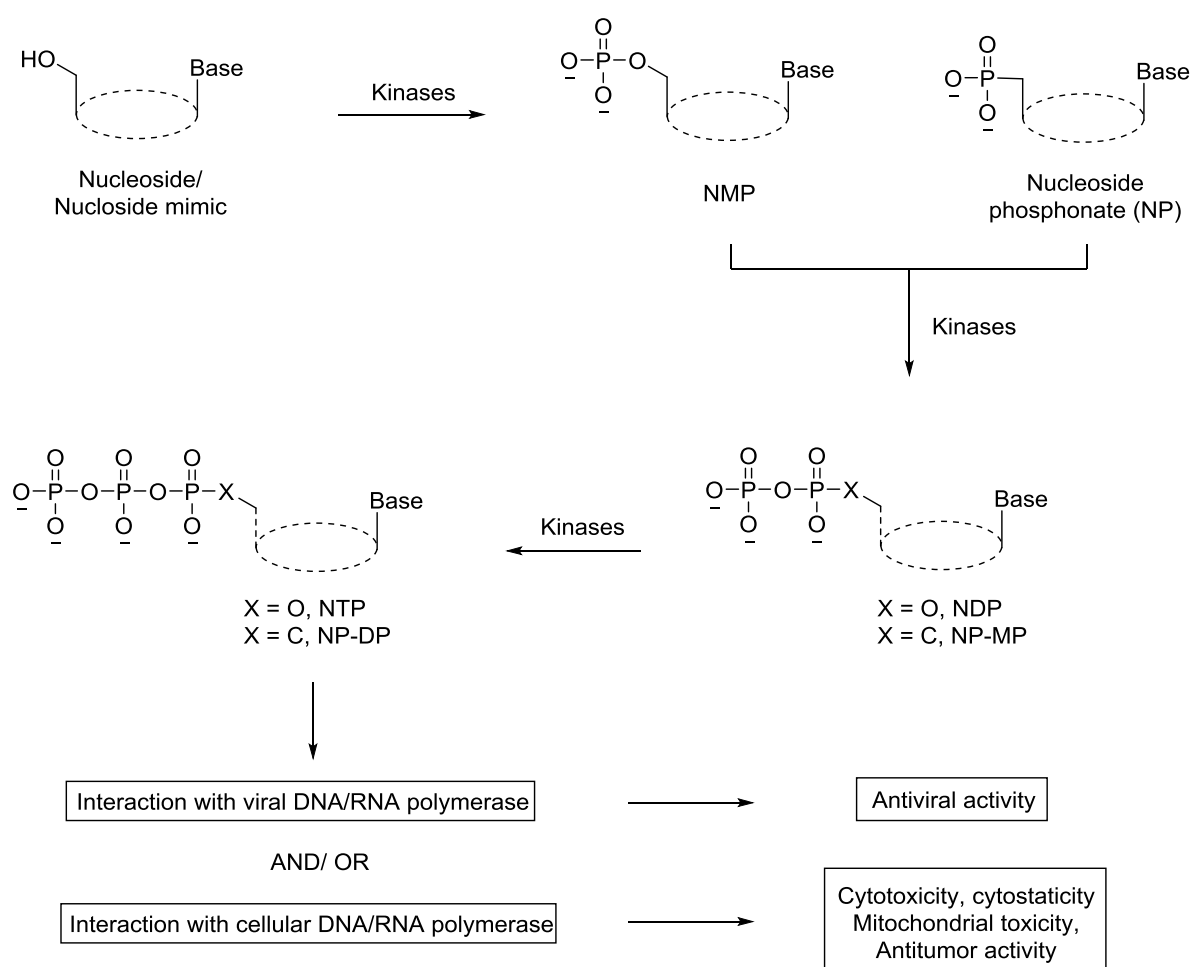 HO
Base
Nucleoside/
Nucloside mimic
Kinases
O
O P O
O
Base
NMP
O
O P
O
Base
Nucleoside
phosphonate (NP)
Kinases
O O O
O P O P O P X
O O O
Base
X = O, NTP
X = C, NP-DP
Kinases
O O
O P O P X
O O
Base
X = O, NDP
X = C, NP-MP
Interaction with viral DNA/RNA polymerase
Antiviral activity
AND/ OR
Interaction with cellular DNA/RNA polymerase
Cytotoxicity, cytostaticity
Mitochondrial toxicity,
Antitumor activity